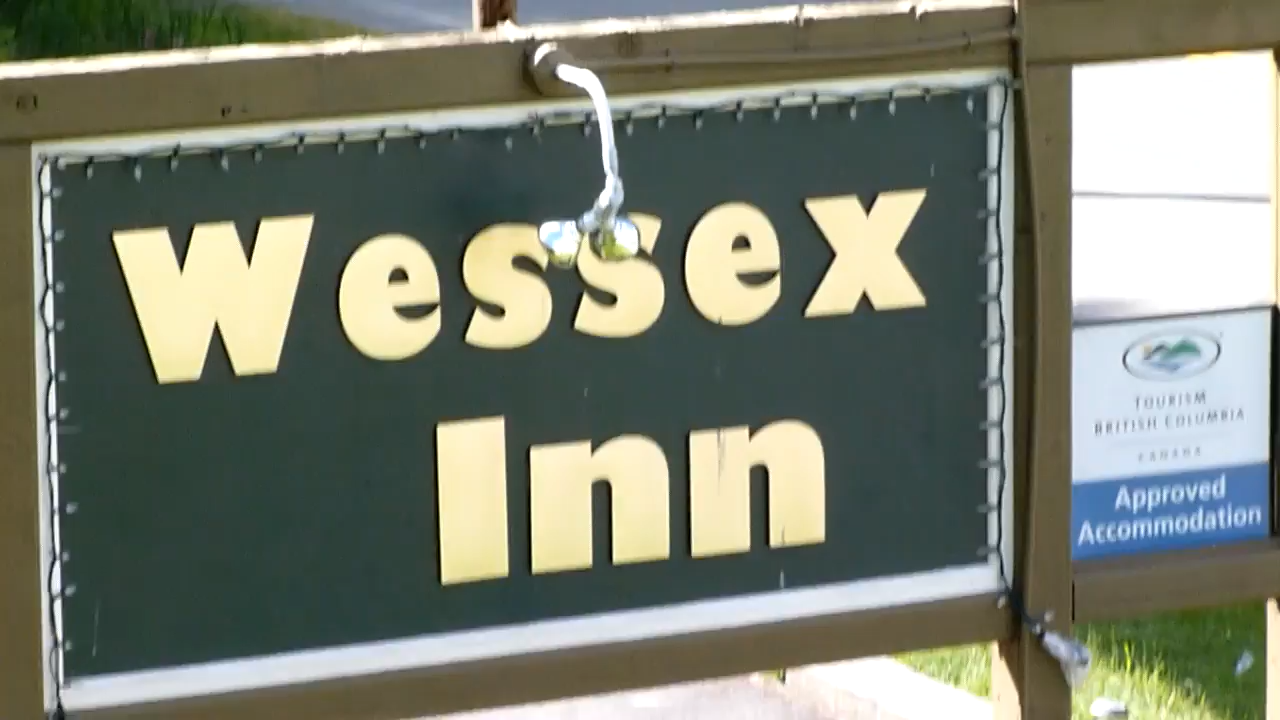 Wessex
Inn
TOURISM
BRITISH COLUMBIA
CANADA
Approved
Accommodation